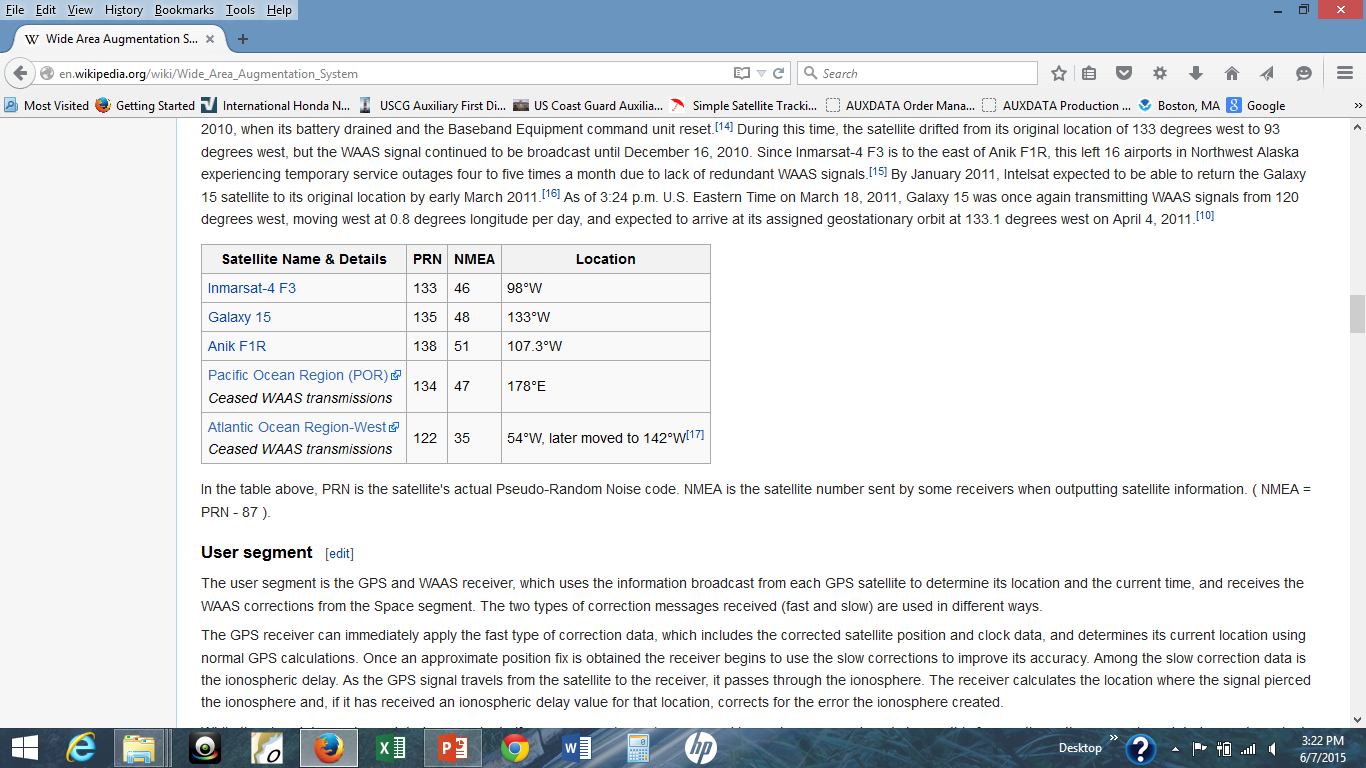 File Edit View History Bookmarks Tools Help
Wide Area Augmentation S...
en.wikipedia.org/wiki/Wide_Area_Augmentation_System
Search
Most Visited Getting Started International Honda N... USCG Auxiliary First Di... US Coast Guard Auxilia... Simple Satellite Tracki... AUXDATA Order Mana... AUXDATA Production ... Boston, MA Google
2010, when its battery drained and the Baseband Equipment command unit reset.[14] During this time, the satellite drifted from its original location of 133 degrees west to 93
degrees west, but the WAAS signal continued to be broadcast until December 16, 2010. Since Inmarsat-4 F3 is to the east of Anik F1R, this left 16 airports in Northwest Alaska
experiencing temporary service outages four to five times a month due to lack of redundant WAAS signals.[15] By January 2011, Intelsat expected to be able to return the Galaxy
15 satellite to its original location by early March 2011.[16] As of 3:24 p.m. U.S. Eastern Time on March 18, 2011, Galaxy 15 was once again transmitting WAAS signals from 120
degrees west, moving west at 0.8 degrees longitude per day, and expected to arrive at its assigned geostationary orbit at 133.1 degrees west on April 4, 2011.[10]
Satellite Name & Details PRN NMEA Location
Inmarsat-4 F3 133 46 98°W
Galaxy 15 135 48 133°W
Anik F1R 138 51 107.3°W
Pacific Ocean Region (POR)
Ceased WAAS transmissions 134 47 178°E
Atlantic Ocean Region-West
Ceased WAAS transmissions 122 35 54°W, later moved to 142°W[17]
In the table above, PRN is the satellite's actual Pseudo-Random Noise code. NMEA is the satellite number sent by some receivers when outputting satellite information. ( NMEA =
PRN - 87 ).
User segment [edit]
The user segment is the GPS and WAAS receiver, which uses the information broadcast from each GPS satellite to determine its location and the current time, and receives the
WAAS corrections from the Space segment. The two types of correction messages received (fast and slow) are used in different ways.
The GPS receiver can immediately apply the fast type of correction data, which includes the corrected satellite position and clock data, and determines its current location using
normal GPS calculations. Once an approximate position fix is obtained the receiver begins to use the slow corrections to improve its accuracy. Among the slow correction data is
the ionospheric delay. As the GPS signal travels from the satellite to the receiver, it passes through the ionosphere. The receiver calculates the location where the signal pierced
the ionosphere and, if it has received an ionospheric delay value for that location, corrects for the error the ionosphere created.
Desktop
3:22 PM
6/7/2015